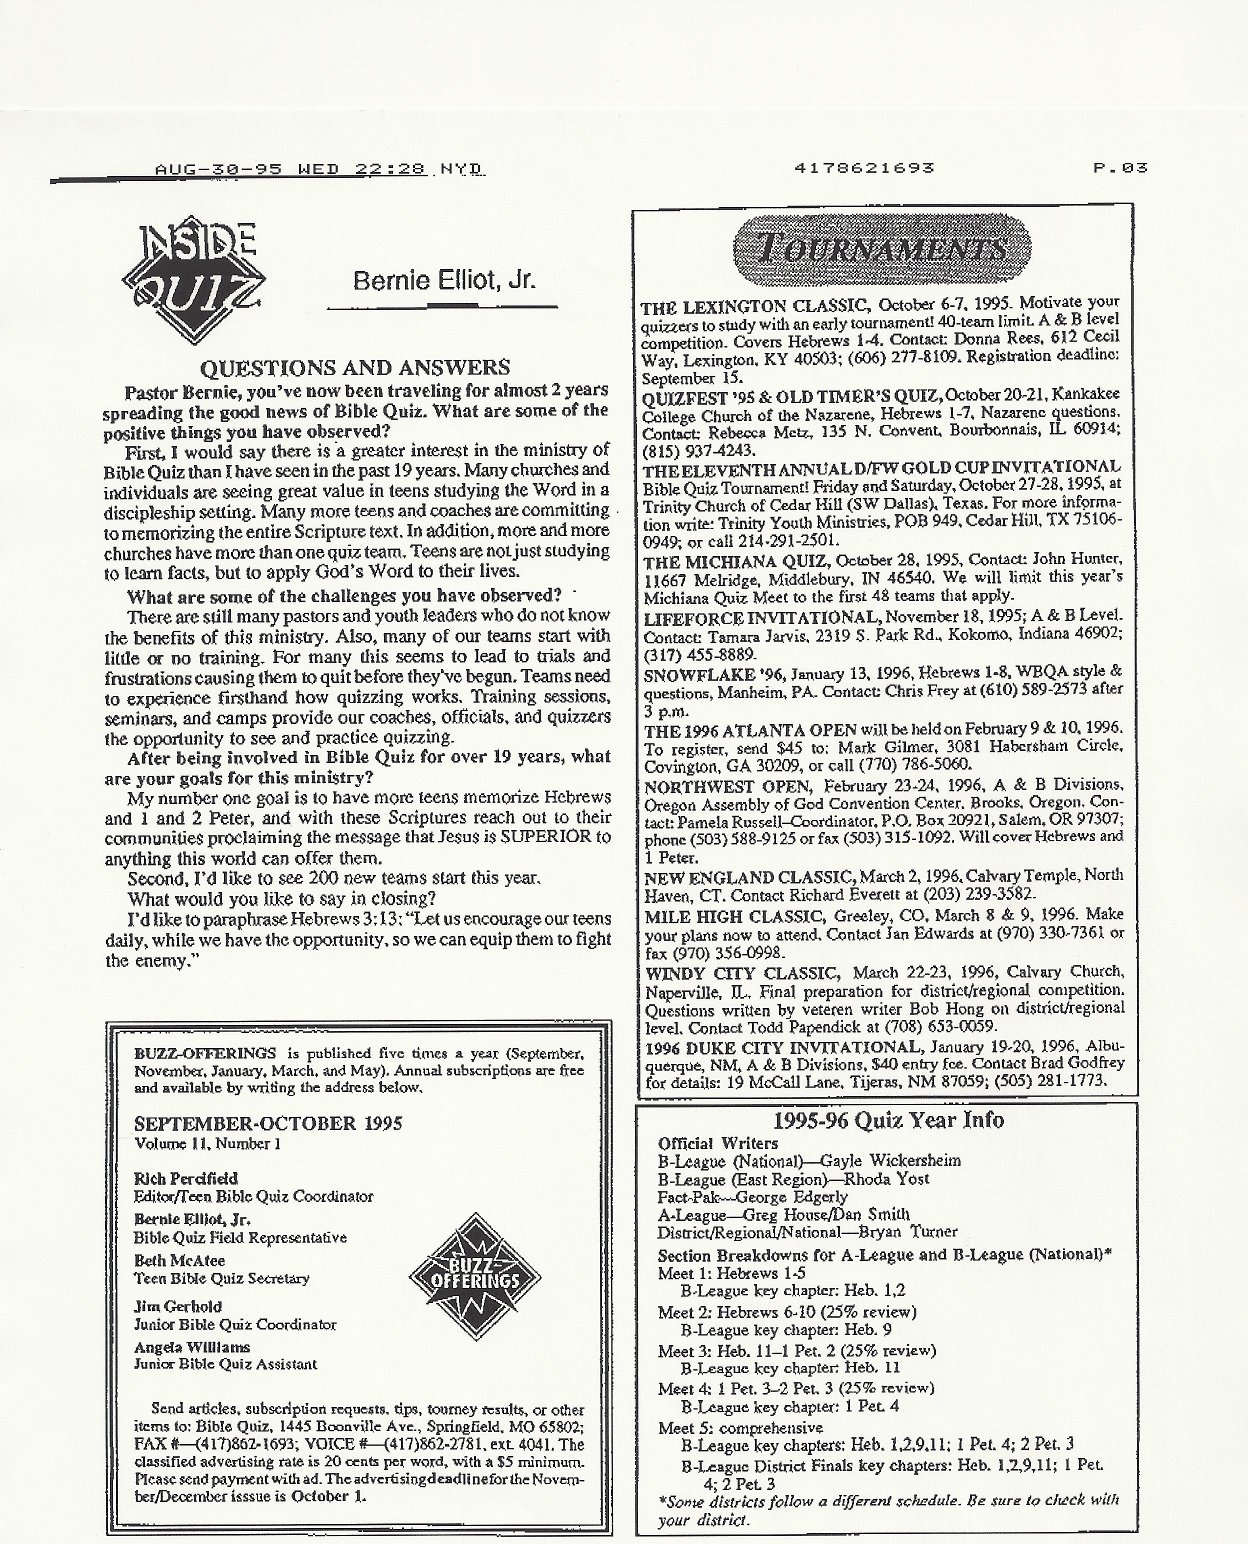 AUG-30-95 WED 22:28 NYD 4178621693 P.03
INSIDE
QUIZ
Bernie Elliot, Jr.
QUESTIONS AND ANSWERS
Pastor Bernie, you've now been traveling for almost 2 years
spreading the good news of Bible Quiz. What are some of the
positive things you have observed?
First, I would say there is a greater interest in the ministry of
Bible Quiz than I have seen in the past 19 years. Many churches and
individuals are seeing great value in teens studying the Word in a
discipleship setting. Many more teens and coaches are committing
to memorizing the entire Scripture text. In addition, more and more
churches have more than one quiz team. Teens are not just studying
to learn facts, but to apply God's Word to their lives.
What are some of the challenges you have observed?
There are still many pastors and youth leaders who do not know
the benefits of this ministry. Also, many of our teams start with
little or no training. For many this seems to lead to trials and
frustrations causing them to quit before they've begun. Teams need
to experience firsthand how quizzing works. Training sessions,
seminars, and camps provide our coaches, officials, and quizzers
the opportunity to see and practice quizzing.
After being involved in Bible Quiz for over 19 years, what
are your goals for this ministry?
My number one goal is to have more teens memorize Hebrews
and 1 and 2 Peter, and with these Scriptures reach out to their
communities proclaiming the message that Jesus is SUPERIOR to
anything this world can offer them.
Second, I'd like to see 200 new teams start this year.
What would you like to say in closing?
I'd like to paraphrase Hebrews 3:13: "Let us encourage our teens
daily, while we have the opportunity, so we can equip them to fight
the enemy."
BUZZ-OFFERINGS is published five times a year (September,
November, January, March, and May). Annual subscriptions are free
and available by writing the address below.
SEPTEMBER-OCTOBER 1995
Volume 11, Number 1
Rich Percifield
Editor/Teen Bible Quiz Coordinator
Bernie Elliot, Jr.
Bible Quiz Field Representative
Beth McAtee
Teen Bible Quiz Secretary
Jim Gerhold
Junior Bible Quiz Coordinator
Angela Williams
Junior Bible Quiz Assistant
BUZZ-
OFFERINGS
Send articles, subscription requests, tips, tourney results, or other
items to: Bible Quiz, 1445 Boonville Ave., Springfield, MO 65802;
FAX #—(417)862-1693; VOICE #—(417)862-2781, ext. 4041. The
classified advertising rate is 20 cents per word, with a $5 minimum.
Please send payment with ad. The advertising deadline for the Novem-
ber/December isssue is October 1.
TOURNAMENTS
THE LEXINGTON CLASSIC, October 6-7, 1995. Motivate your
quizzers to study with an early tournament! 40-team limit. A & B level
competition. Covers Hebrews 1-4. Contact: Donna Rees, 612 Cecil
Way, Lexington, KY 40503; (606) 277-8109. Registration deadline:
September 15.
QUIZFEST '95 & OLD TIMER'S QUIZ, October 20-21, Kankakee
College Church of the Nazarene, Hebrews 1-7, Nazarene questions.
Contact: Rebecca Metz, 135 N. Convent, Bourbonnais, IL 60914;
(815) 937-4243.
THE ELEVENTH ANNUAL D/FW GOLD CUP INVITATIONAL
Bible Quiz Tournament! Friday and Saturday, October 27-28, 1995, at
Trinity Church of Cedar Hill (SW Dallas), Texas. For more informa-
tion write: Trinity Youth Ministries, POB 949, Cedar Hill, TX 75106-
0949; or call 214-291-2501.
THE MICHIANA QUIZ, October 28, 1995, Contact: John Hunter,
11667 Melridge, Middlebury, IN 46540. We will limit this year's
Michiana Quiz Meet to the first 48 teams that apply.
LIFEFORCE INVITATIONAL, November 18, 1995; A & B Level.
Contact: Tamara Jarvis, 2319 S. Park Rd., Kokomo, Indiana 46902;
(317) 455-8889.
SNOWFLAKE '96, January 13, 1996, Hebrews 1-8, WBQA style &
questions, Manheim, PA. Contact: Chris Frey at (610) 589-2573 after
3 p.m.
THE 1996 ATLANTA OPEN will be held on February 9 & 10, 1996.
To register, send $45 to: Mark Gilmer, 3081 Habersham Circle,
Covington, GA 30209, or call (770) 786-5060.
NORTHWEST OPEN, February 23-24, 1996, A & B Divisions,
Oregon Assembly of God Convention Center, Brooks, Oregon. Con-
tact: Pamela Russell—Coordinator, P.O. Box 20921, Salem, OR 97307;
phone (503) 588-9125 or fax (503) 315-1092. Will cover Hebrews and
1 Peter.
NEW ENGLAND CLASSIC, March 2, 1996, Calvary Temple, North
Haven, CT. Contact Richard Everett at (203) 239-3582.
MILE HIGH CLASSIC, Greeley, CO, March 8 & 9, 1996. Make
your plans now to attend. Contact Jan Edwards at (970) 330-7361 or
fax (970) 356-0998.
WINDY CITY CLASSIC, March 22-23, 1996, Calvary Church,
Naperville, IL. Final preparation for district/regional competition.
Questions written by veteren writer Bob Hong on district/regional
level. Contact Todd Papendick at (708) 653-0059.
1996 DUKE CITY INVITATIONAL, January 19-20, 1996, Albu-
querque, NM, A & B Divisions, $40 entry fee. Contact Brad Godfrey
for details: 19 McCall Lane, Tijeras, NM 87059; (505) 281-1773.
1995-96 Quiz Year Info
Official Writers
B-League (National)—Gayle Wickersheim
B-League (East Region)—Rhoda Yost
Fact-Pak—George Edgerly
A-League—Greg House/Dan Smith
District/Regional/National—Bryan Turner
Section Breakdowns for A-League and B-League (National)*
Meet 1: Hebrews 1-5
B-League key chapter: Heb. 1,2
Meet 2: Hebrews 6-10 (25% review)
B-League key chapter: Heb. 9
Meet 3: Heb. 11–1 Pet. 2 (25% review)
B-League key chapter: Heb. 11
Meet 4: 1 Pet. 3–2 Pet. 3 (25% review)
B-League key chapter: 1 Pet. 4
Meet 5: comprehensive
B-League key chapters: Heb. 1,2,9,11; 1 Pet. 4; 2 Pet. 3
B-League District Finals key chapters: Heb. 1,2,9,11; 1 Pet.
4; 2 Pet. 3
*Some districts follow a different schedule. Be sure to check with
your district.